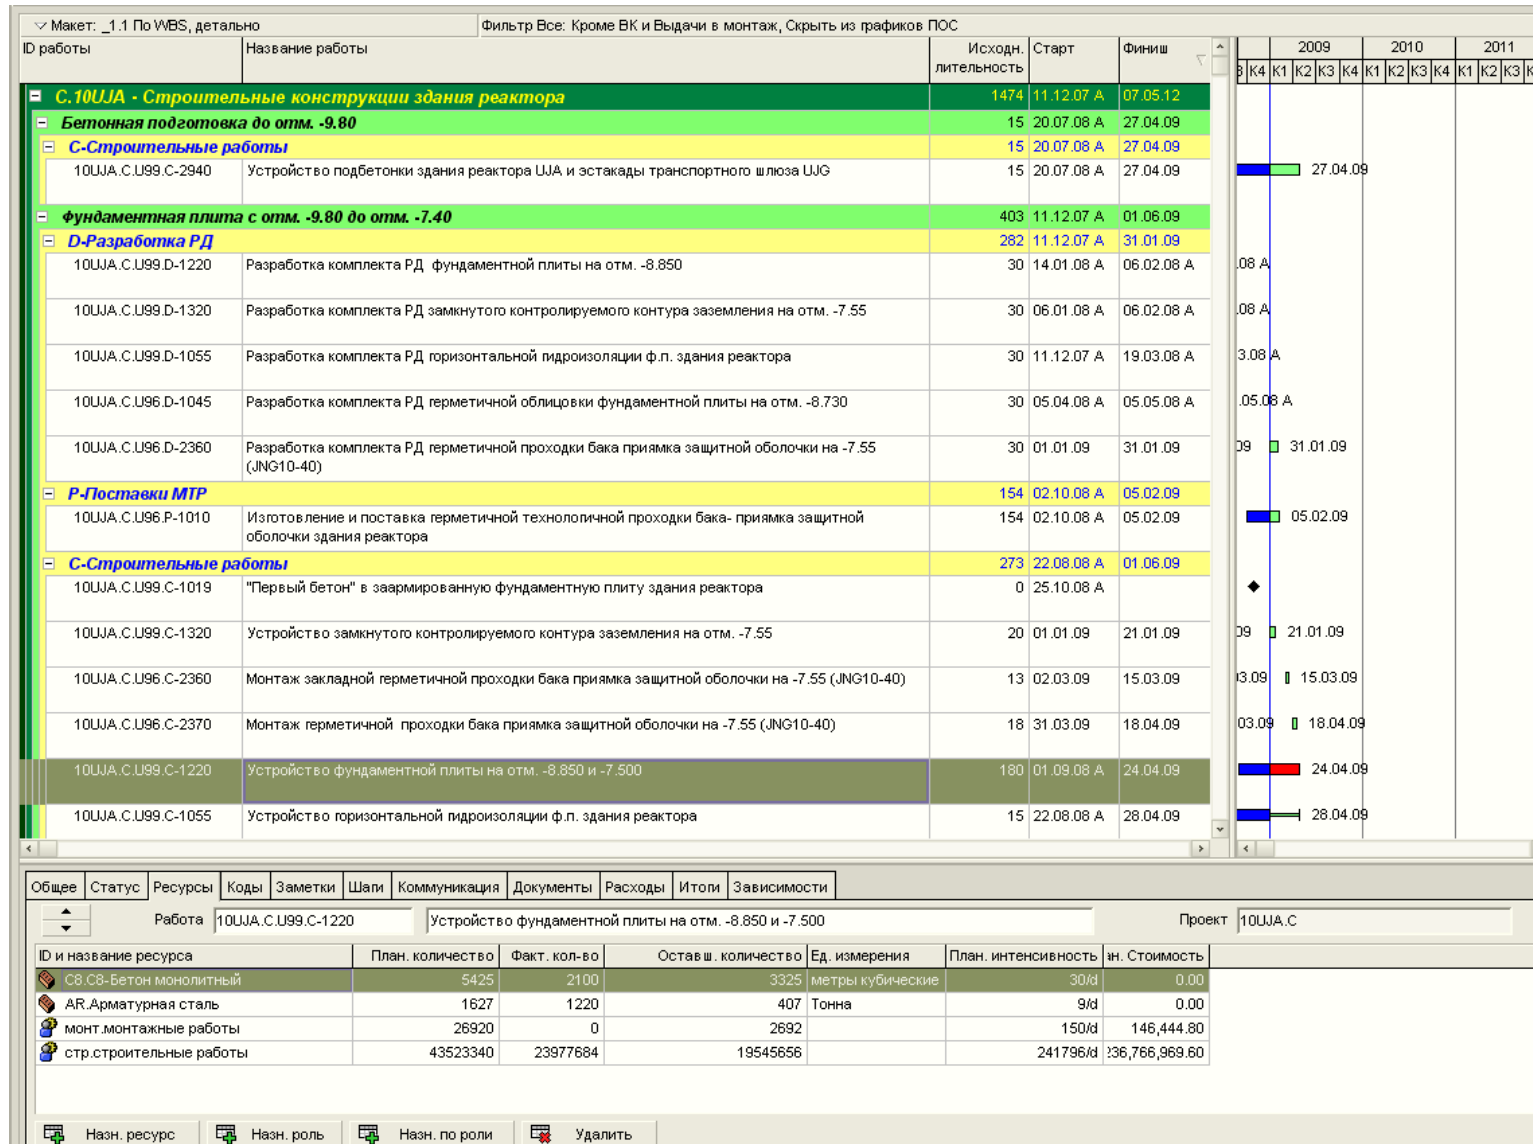 Макет: _1.1 По WBS, детально Фильтр Все: Кроме ВК и Выдачи в монтаж, Скрыть из графиков ПОС
ID работы Название работы Исходн. лительность Старт Финиш 2009 2010 2011
К4 К1 К2 К3 К4 К1 К2 К3 К4 К1 К2 К3
C.10UJA - Строительные конструкции здания реактора 1474 11.12.07 A 07.05.12
Бетонная подготовка до отм. -9.80 15 20.07.08 A 27.04.09
С-Строительные работы 15 20.07.08 A 27.04.09
10UJA.C.U99.C-2940 Устройство подбетонки здания реактора UJA и эстакады транспортного шлюза UJG 15 20.07.08 A 27.04.09 27.04.09
Фундаментная плита с отм. -9.80 до отм. -7.40 403 11.12.07 A 01.06.09
D-Разработка РД 282 11.12.07 A 31.01.09
10UJA.C.U99.D-1220 Разработка комплекта РД фундаментной плиты на отм. -8.850 30 14.01.08 A 06.02.08 A .08 A
10UJA.C.U99.D-1320 Разработка комплекта РД замкнутого контролируемого контура заземления на отм. -7.55 30 06.01.08 A 06.02.08 A .08 A
10UJA.C.U99.D-1055 Разработка комплекта РД горизонтальной гидроизоляции ф.п. здания реактора 30 11.12.07 A 19.03.08 A 3.08 A
10UJA.C.U96.D-1045 Разработка комплекта РД герметичной облицовки фундаментной плиты на отм. -8.730 30 05.04.08 A 05.05.08 A .05.08 A
10UJA.C.U96.D-2360 Разработка комплекта РД герметичной проходки бака приямка защитной оболочки на -7.55 30 01.01.09 31.01.09 09 31.01.09
(JNG10-40)
P-Поставки МТР 154 02.10.08 A 05.02.09
10UJA.C.U96.P-1010 Изготовление и поставка герметичной технологичной проходки бака- приямка защитной 154 02.10.08 A 05.02.09 05.02.09
оболочки здания реактора
С-Строительные работы 273 22.08.08 A 01.06.09
10UJA.C.U99.C-1019 "Первый бетон" в заармированную фундаментную плиту здания реактора 0 25.10.08 A
10UJA.C.U99.C-1320 Устройство замкнутого контролируемого контура заземления на отм. -7.55 20 01.01.09 21.01.09 09 21.01.09
10UJA.C.U96.C-2360 Монтаж закладной герметичной проходки бака приямка защитной оболочки на -7.55 (JNG10-40) 13 02.03.09 15.03.09 3.09 15.03.09
10UJA.C.U96.C-2370 Монтаж герметичной проходки бака приямка защитной оболочки на -7.55 (JNG10-40) 18 31.03.09 18.04.09 03.09 18.04.09
10UJA.C.U99.C-1220 Устройство фундаментной плиты на отм. -8.850 и -7.500 180 01.09.08 A 24.04.09 24.04.09
10UJA.C.U99.C-1055 Устройство горизонтальной гидроизоляции ф.п. здания реактора 15 22.08.08 A 28.04.09 28.04.09
Общее Статус Ресурсы Коды Заметки Шаги Коммуникация Документы Расходы Итоги Зависимости
Работа 10UJA.C.U99.C-1220 Устройство фундаментной плиты на отм. -8.850 и -7.500 Проект 10UJA.C
ID и название ресурса План. количество Факт. кол-во Оставш. количество Ед. измерения План. интенсивность ан. Стоимость
С8.С8-Бетон монолитный 5425 2100 3325 метры кубические 30/d 0.00
AR.Арматурная сталь 1627 1220 407 Тонна 9/d 0.00
монт.монтажные работы 26920 0 2692 150/d 146,444.80
стр.строительные работы 43523340 23977684 19545656 241796/d 36,766,969.60
Назн. ресурс Назн. роль Назн. по роли Удалить